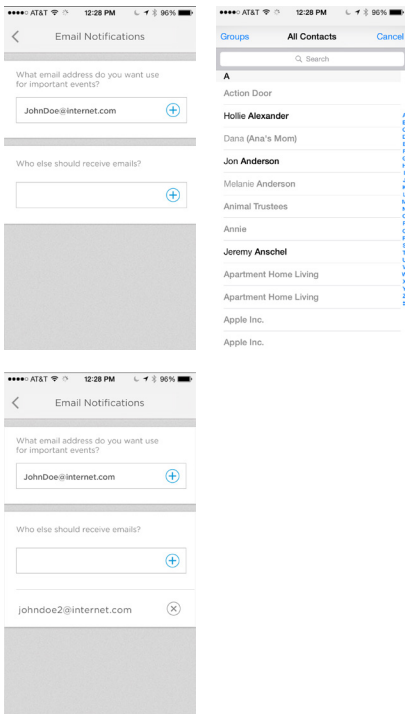 AT&T 12:28 PM 96%
Email Notifications
What email address do you want use
for important events?
JohnDoe@internet.com
Who else should receive emails?
AT&T 12:28 PM 96%
Groups All Contacts Cancel
Search
A
Action Door
Hollie Alexander
Dana (Ana's Mom)
Jon Anderson
Melanie Anderson
Animal Trustees
Annie
Jeremy Anschel
Apartment Home Living
Apartment Home Living
Apple Inc.
Apple Inc.
AT&T 12:28 PM 96%
Email Notifications
What email address do you want use
for important events?
JohnDoe@internet.com
Who else should receive emails?
johndoe2@internet.com